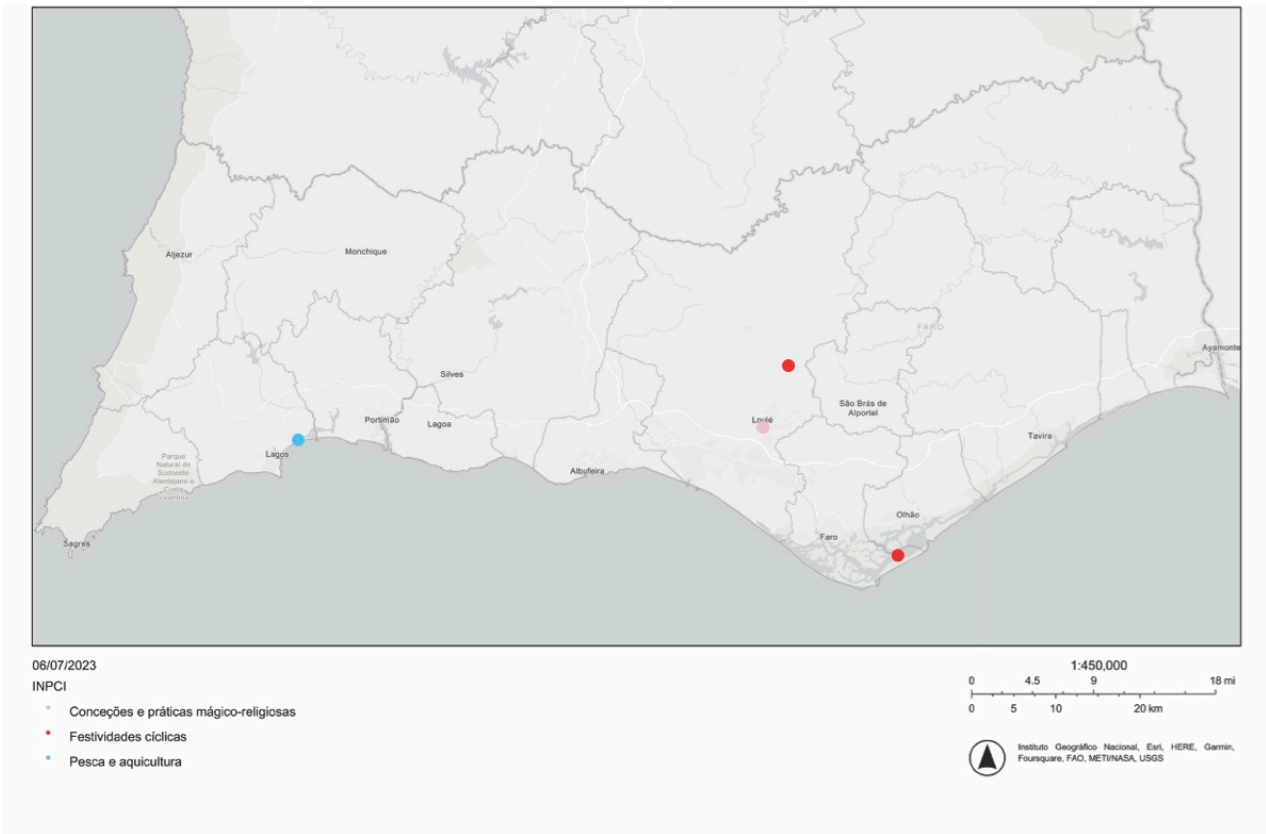 Aljezur
Monchique
FARO
Ayamonte
Silves
São Brás de
Alportel
Portimão
Lagoa
Loulé
Tavira
Lagos
Parque
Natural do
Sudoeste
Alentejano e
Costa
Vicentina
Albufeira
Olhão
Faro
Sagres
06/07/2023
INPCI
Conceções e práticas mágico-religiosas
Festividades cíclicas
Pesca e aquicultura
1:450,000
0 4.5 9 18 mi
0 5 10 20 km
Instituto Geográfico Nacional, Esri, HERE, Garmin,
Foursquare, FAO, METI/NASA, USGS